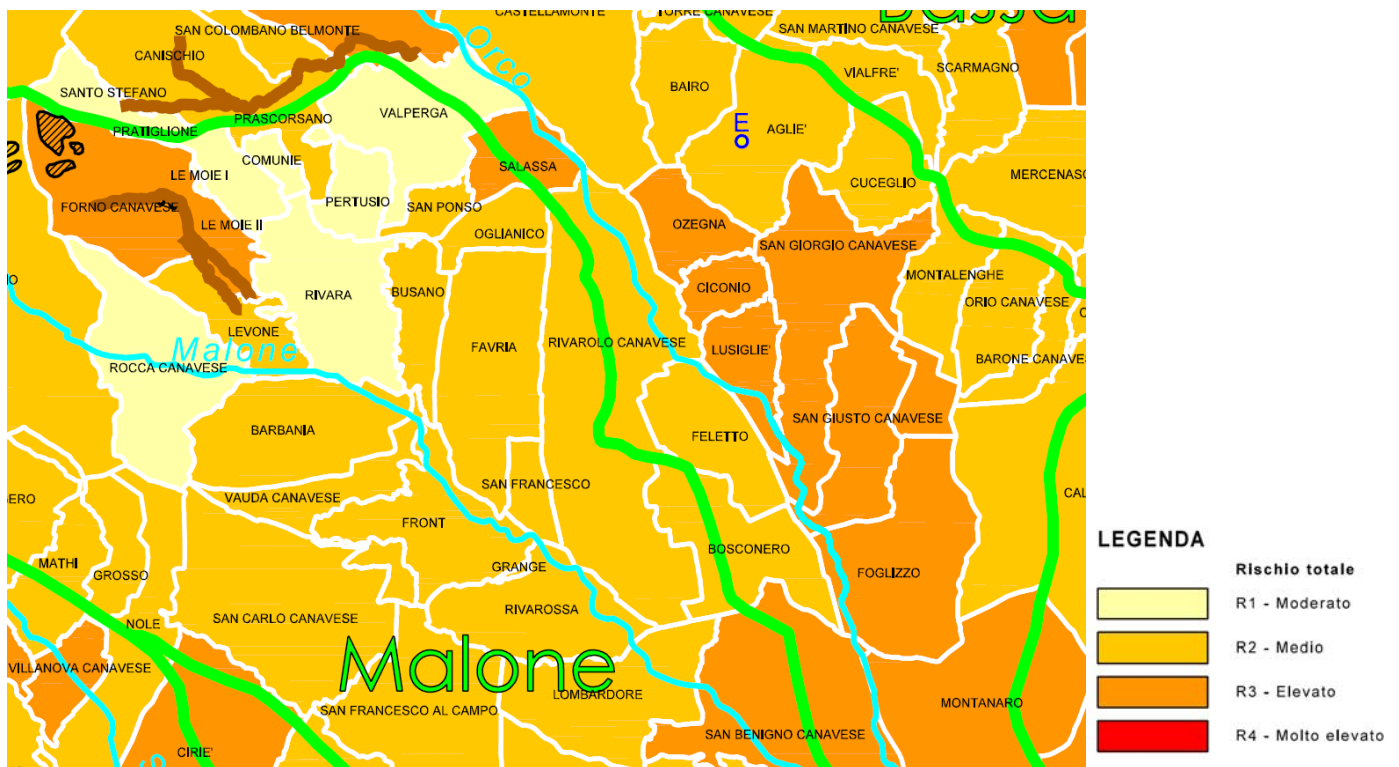 CASTELLAMONTE
TORRE CANAVESE
Bassa
SAN COLOMBANO BELMONTE
SAN MARTINO CANAVESE
CANISCHIO
Orco
VIALFRE'
SCARMAGNO
SANTO STEFANO
BAIRO
VALPERGA
PRASCORSANO
E
AGLIE'
PRATIGLIONE
COMUNIE
SALASSA
LE MOIE I
MERCENASC
CUCEGLIO
PERTUSIO
SAN PONSO
FORNO CANAVESE
LE MOIE II
OZEGNA
OGLIANICO
SAN GIORGIO CANAVESE
MONTALENGHE
CICONIO
RIVARA
BUSANO
ORIO CANAVESE
LEVONE
RIVAROLO CANAVESE
FAVRIA
LUSIGLIE'
Malone
BARONE CANAVES
ROCCA CANAVESE
SAN GIUSTO CANAVESE
BARBANIA
FELETTO
SAN FRANCESCO
CAL
VAUDA CANAVESE
FRONT
BOSCONERO
MATHI
GROSSO
GRANGE
FOGLIZZO
RIVAROSSA
SAN CARLO CANAVESE
NOLE
VILLANOVA CANAVESE
Malone
LOMBARDORE
MONTANARO
SAN FRANCESCO AL CAMPO
SAN BENIGNO CANAVESE
CIRIE'
LEGENDA
Rischio totale
R1 - Moderato
R2 - Medio
R3 - Elevato
R4 - Molto elevato